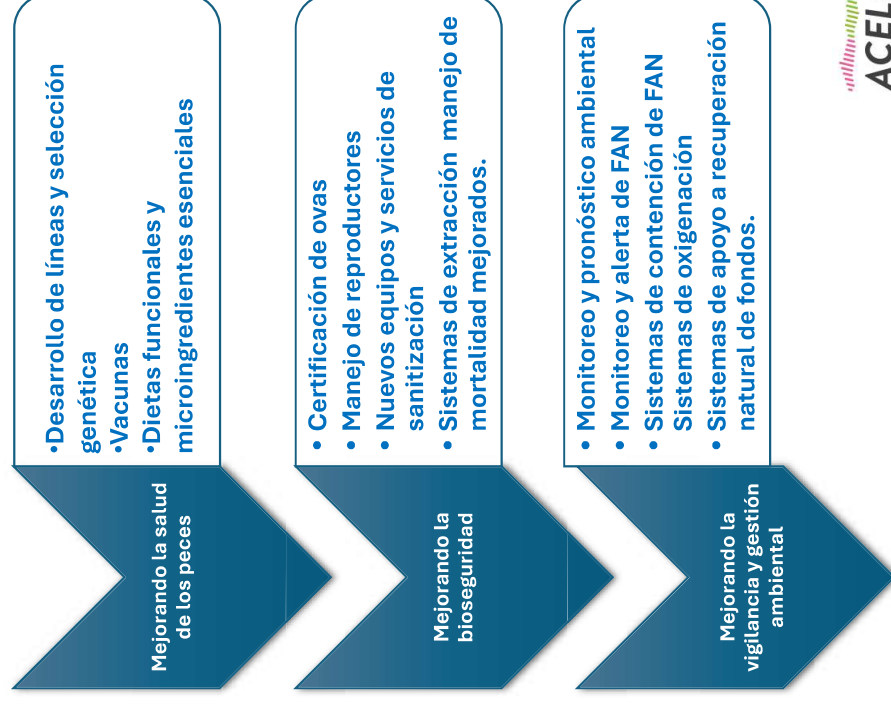 Mejorando la salud
de los peces
•Desarrollo de líneas y selección
genética
•Vacunas
•Dietas funcionales y
microingredientes esenciales
Mejorando la
bioseguridad
• Certificación de ovas
• Manejo de reproductores
• Nuevos equipos y servicios de
sanitización
• Sistemas de extracción manejo de
mortalidad mejorados.
Mejorando la
vigilancia y gestión
ambiental
• Monitoreo y pronóstico ambiental
• Monitoreo y alerta de FAN
• Sistemas de contención de FAN
Sistemas de oxigenación
• Sistemas de apoyo a recuperación
natural de fondos.
ACEL